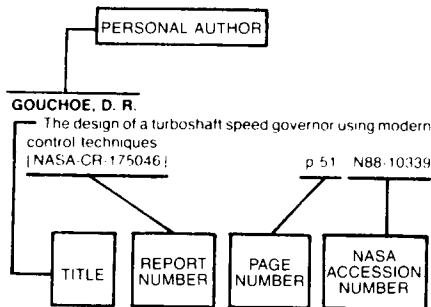 PERSONAL AUTHOR
GOUCHOE, D. R.
The design of a turboshaft speed governor using modern
control techniques
[NASA-CR-175046] p 51 N88-10339
TITLE
REPORT
NUMBER
PAGE
NUMBER
NASA
ACCESSION
NUMBER